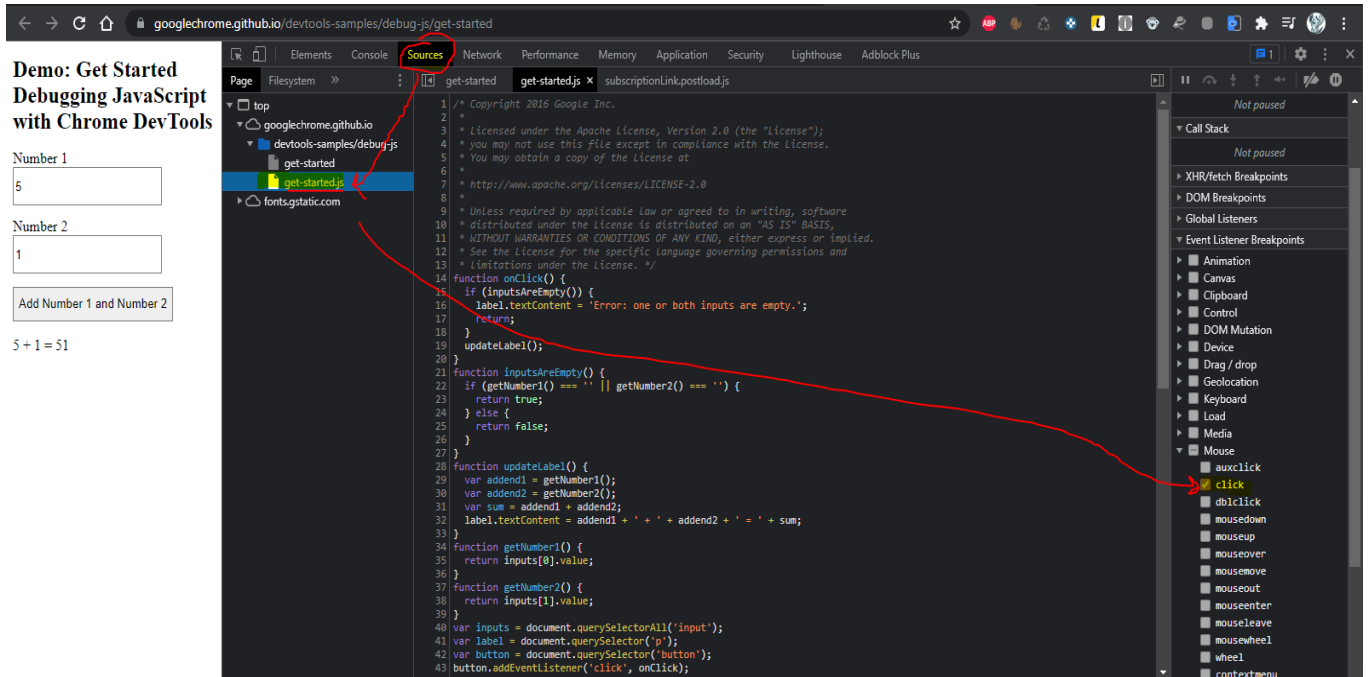 googlechrome.github.io/devtools-samples/debug-js/get-started
ABP
Demo: Get Started
Debugging JavaScript
with Chrome DevTools
Number 1
5
Number 2
1
Add Number 1 and Number 2
5 + 1 = 51
Elements Console Sources Network Performance Memory Application Security Lighthouse Adblock Plus 1
Page Filesystem »
top
googlechrome.github.io
devtools-samples/debug-js
get-started
get-started.js
fonts.gstatic.com
get-started get-started.js × subscriptionLink.postload.js
1 /* Copyright 2016 Google Inc.
2 *
3 * Licensed under the Apache License, Version 2.0 (the "License");
4 * you may not use this file except in compliance with the License.
5 * You may obtain a copy of the License at
6 *
7 * http://www.apache.org/licenses/LICENSE-2.0
8 *
9 * Unless required by applicable law or agreed to in writing, software
10 * distributed under the License is distributed on an "AS IS" BASIS,
11 * WITHOUT WARRANTIES OR CONDITIONS OF ANY KIND, either express or implied.
12 * See the License for the specific language governing permissions and
13 * limitations under the License. */
14 function onClick() {
15 if (inputsAreEmpty()) {
16 label.textContent = 'Error: one or both inputs are empty.';
17 return;
18 }
19 updateLabel();
20 }
21 function inputsAreEmpty() {
22 if (getNumber1() === '' || getNumber2() === '') {
23 return true;
24 } else {
25 return false;
26 }
27 }
28 function updateLabel() {
29 var addend1 = getNumber1();
30 var addend2 = getNumber2();
31 var sum = addend1 + addend2;
32 label.textContent = addend1 + ' + ' + addend2 + ' = ' + sum;
33 }
34 function getNumber1() {
35 return inputs[0].value;
36 }
37 function getNumber2() {
38 return inputs[1].value;
39 }
40 var inputs = document.querySelectorAll('input');
41 var label = document.querySelector('p');
42 var button = document.querySelector('button');
43 button.addEventListener('click', onClick);
Not paused
Call Stack
Not paused
XHR/fetch Breakpoints
DOM Breakpoints
Global Listeners
Event Listener Breakpoints
Animation
Canvas
Clipboard
Control
DOM Mutation
Device
Drag / drop
Geolocation
Keyboard
Load
Media
Mouse
auxclick
click
dblclick
mousedown
mouseup
mouseover
mousemove
mouseout
mouseenter
mouseleave
mousewheel
wheel
contextmenu